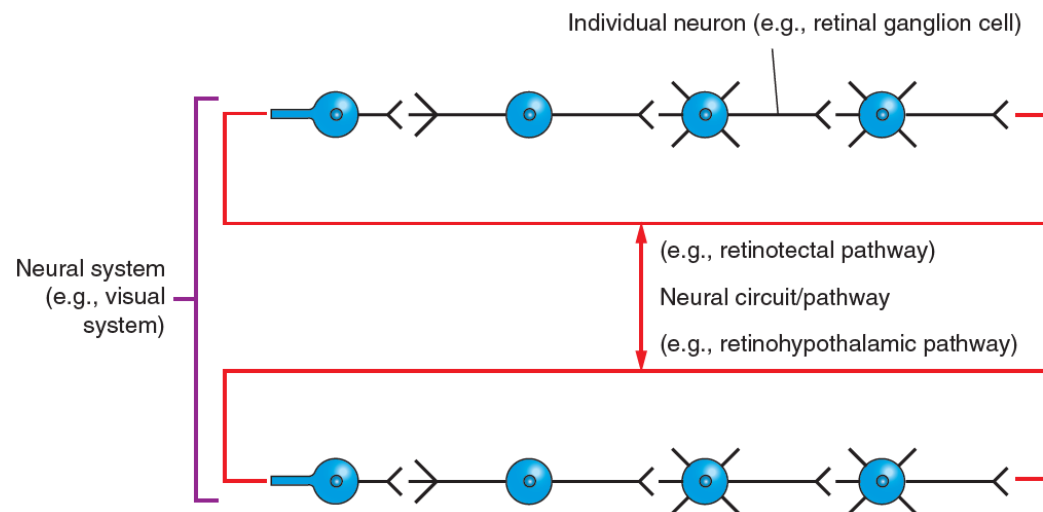 Individual neuron (e.g., retinal ganglion cell)
Neural system
(e.g., visual
system)
(e.g., retinotectal pathway)
Neural circuit/pathway
(e.g., retinohypothalamic pathway)